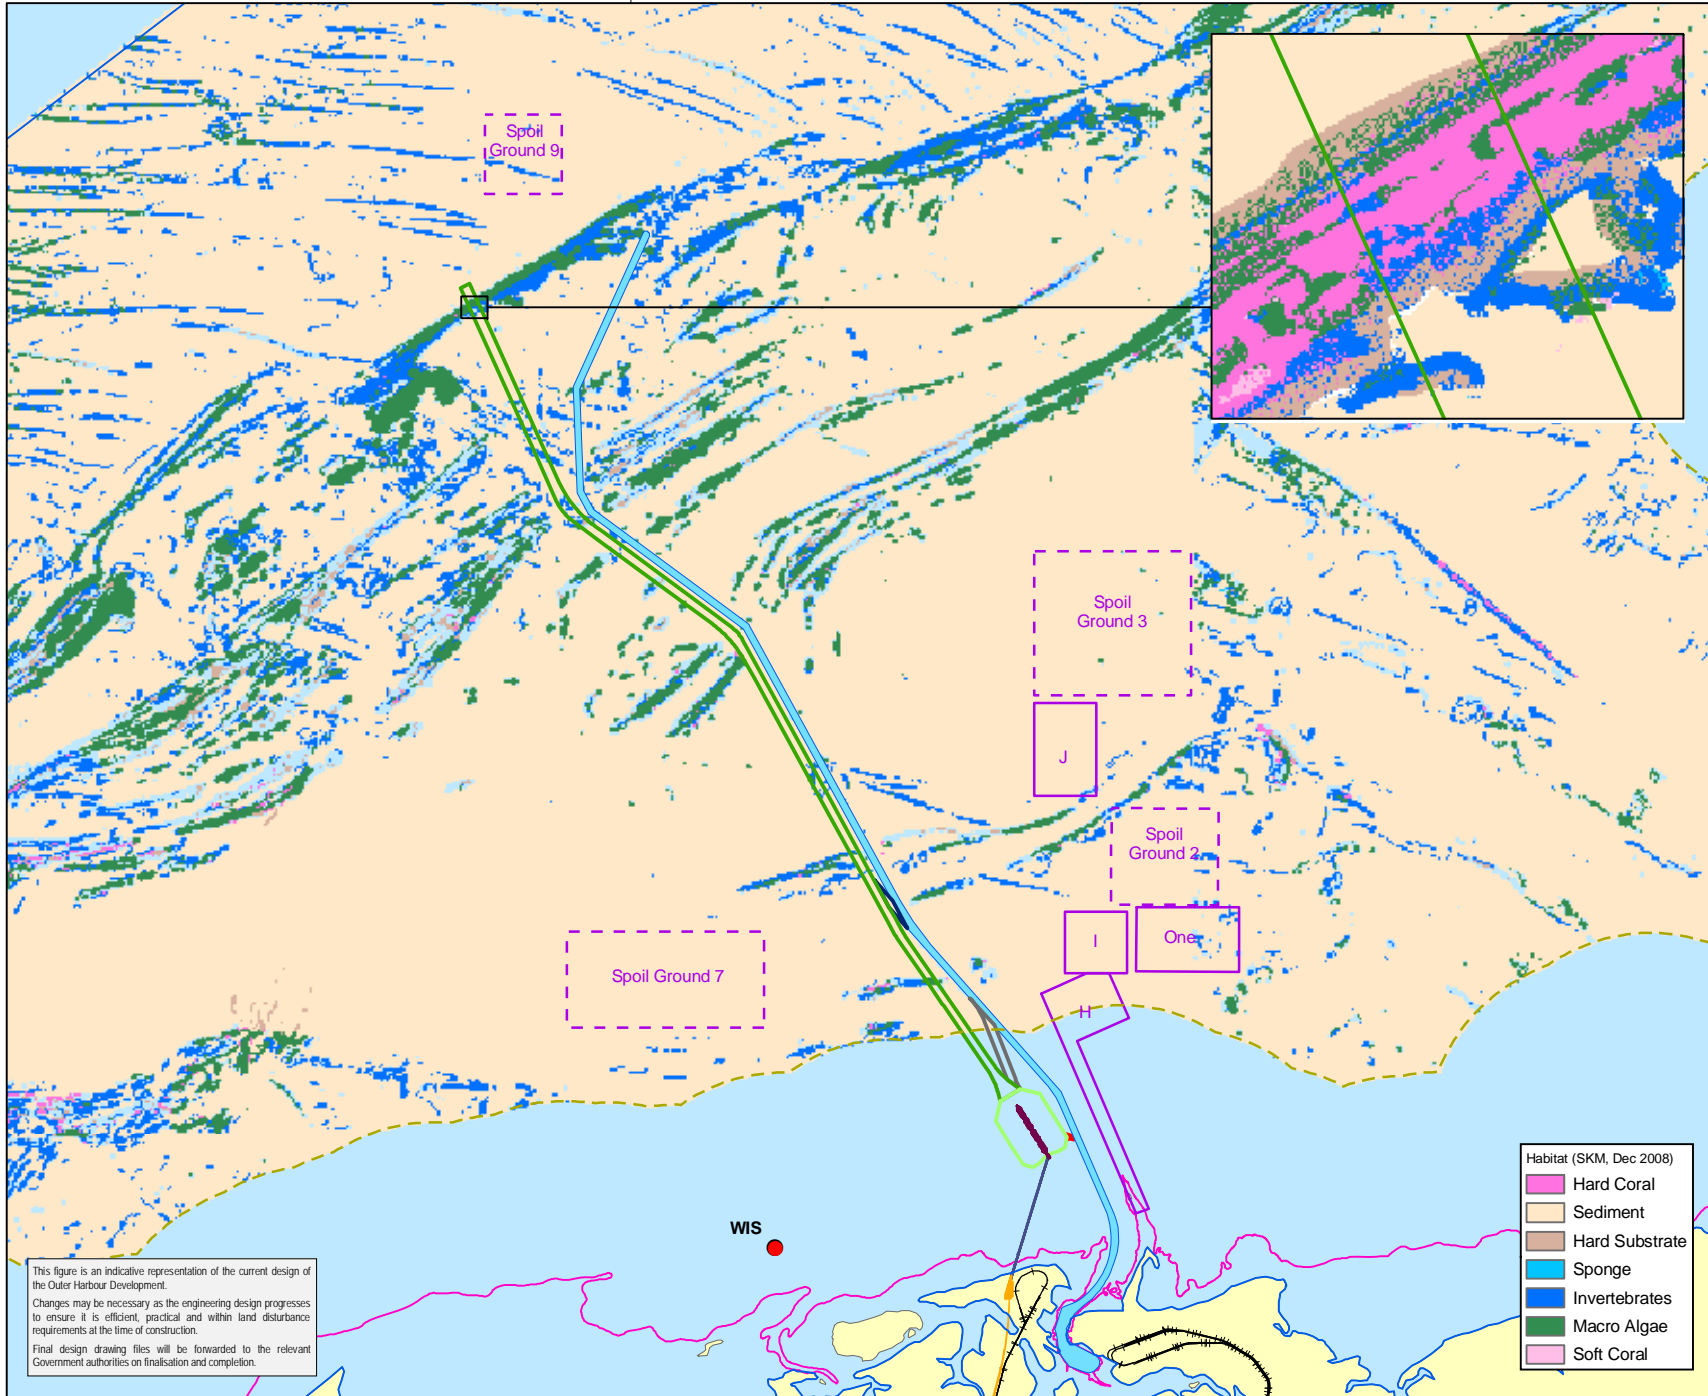 Spoil
Ground 9
Spoil
Ground 3
J
Spoil
Ground 2
I
One
H
Spoil Ground 7
WIS
Habitat (SKM, Dec 2008)
Hard Coral
Sediment
Hard Substrate
Sponge
Invertebrates
Macro Algae
Soft Coral
This figure is an indicative representation of the current design of
the Outer Harbour Development.
Changes may be necessary as the engineering design progresses
to ensure it is efficient, practical and within land disturbance
requirements at the time of construction.
Final design drawing files will be forwarded to the relevant
Government authorities on finalisation and completion.